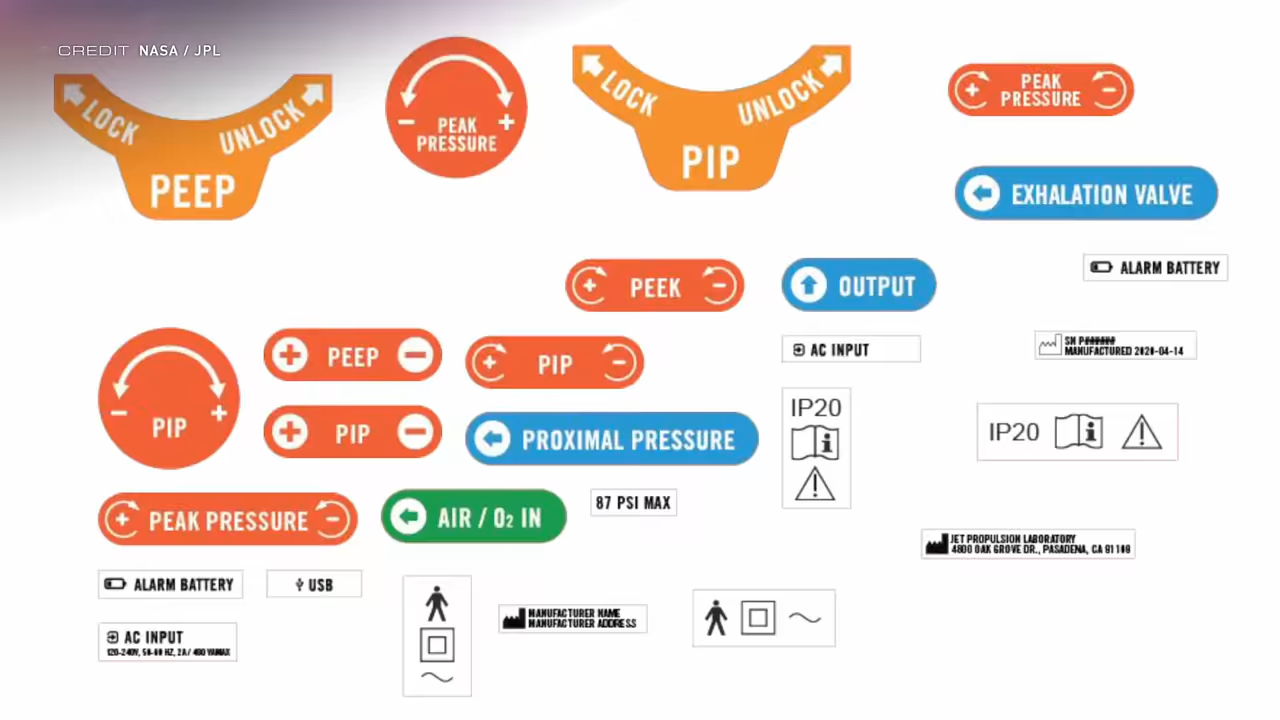 CREDIT NASA / JPL
LOCK
UNLOCK
PEEP
- PEAK +
PRESSURE
LOCK
UNLOCK
PIP
+ PEAK -
PRESSURE
EXHALATION VALVE
ALARM BATTERY
+ PEEK -
OUTPUT
AC INPUT
SN P######
MANUFACTURED 2020-04-14
- PIP +
+ PEEP -
+ PIP -
+ PIP -
PROXIMAL PRESSURE
IP20
IP20
+ PEAK PRESSURE -
AIR / O2 IN
87 PSI MAX
JET PROPULSION LABORATORY
4800 OAK GROVE DR., PASADENA, CA 91109
ALARM BATTERY
USB
MANUFACTURER NAME
MANUFACTURER ADDRESS
AC INPUT